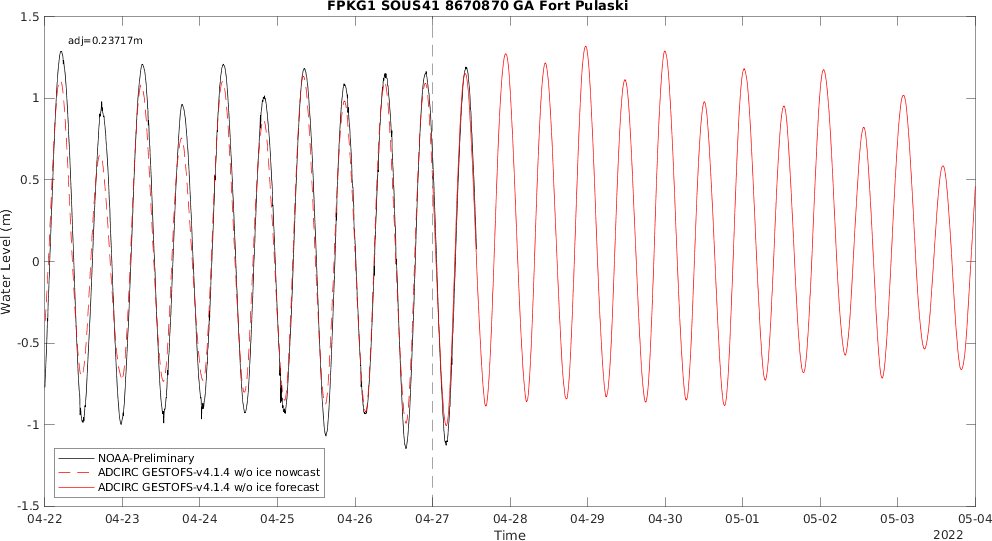 FPKG1 SOUS41 8670870 GA Fort Pulaski
adj=0.23717m
1.5
1
0.5
0
-0.5
-1
-1.5
Water Level (m)
NOAA-Preliminary
ADCIRC GESTOFS-v4.1.4 w/o ice nowcast
ADCIRC GESTOFS-v4.1.4 w/o ice forecast
04-22 04-23 04-24 04-25 04-26 04-27 04-28 04-29 04-30 05-01 05-02 05-03 05-04
Time
2022